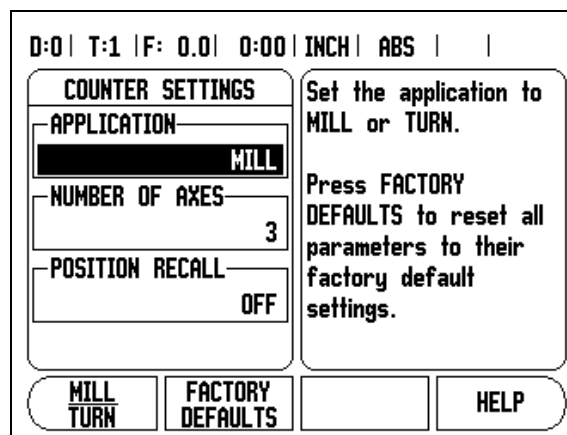 D:0| T:1 |F: 0.0| 0:00| INCH| ABS | |
COUNTER SETTINGS
APPLICATION
MILL
NUMBER OF AXES
3
POSITION RECALL
OFF
Set the application to
MILL or TURN.
Press FACTORY
DEFAULTS to reset all
parameters to their
factory default
settings.
MILL
TURN
FACTORY
DEFAULTS
HELP